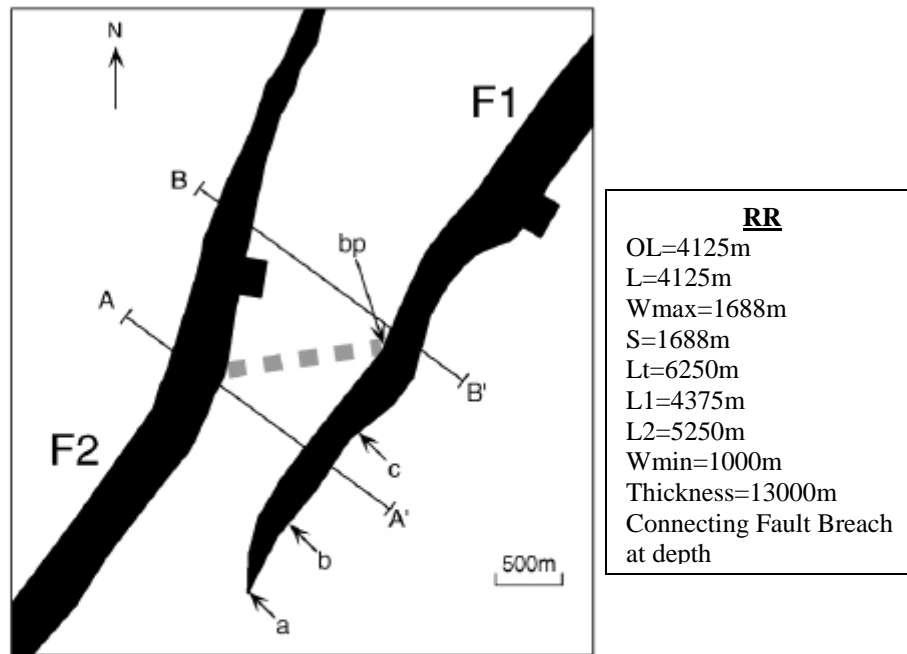 N
F1
B
bp
A
B'
F2
c
A'
b
500m
a
RR
OL=4125m
L=4125m
Wmax=1688m
S=1688m
Lt=6250m
L1=4375m
L2=5250m
Wmin=1000m
Thickness=13000m
Connecting Fault Breach
at depth